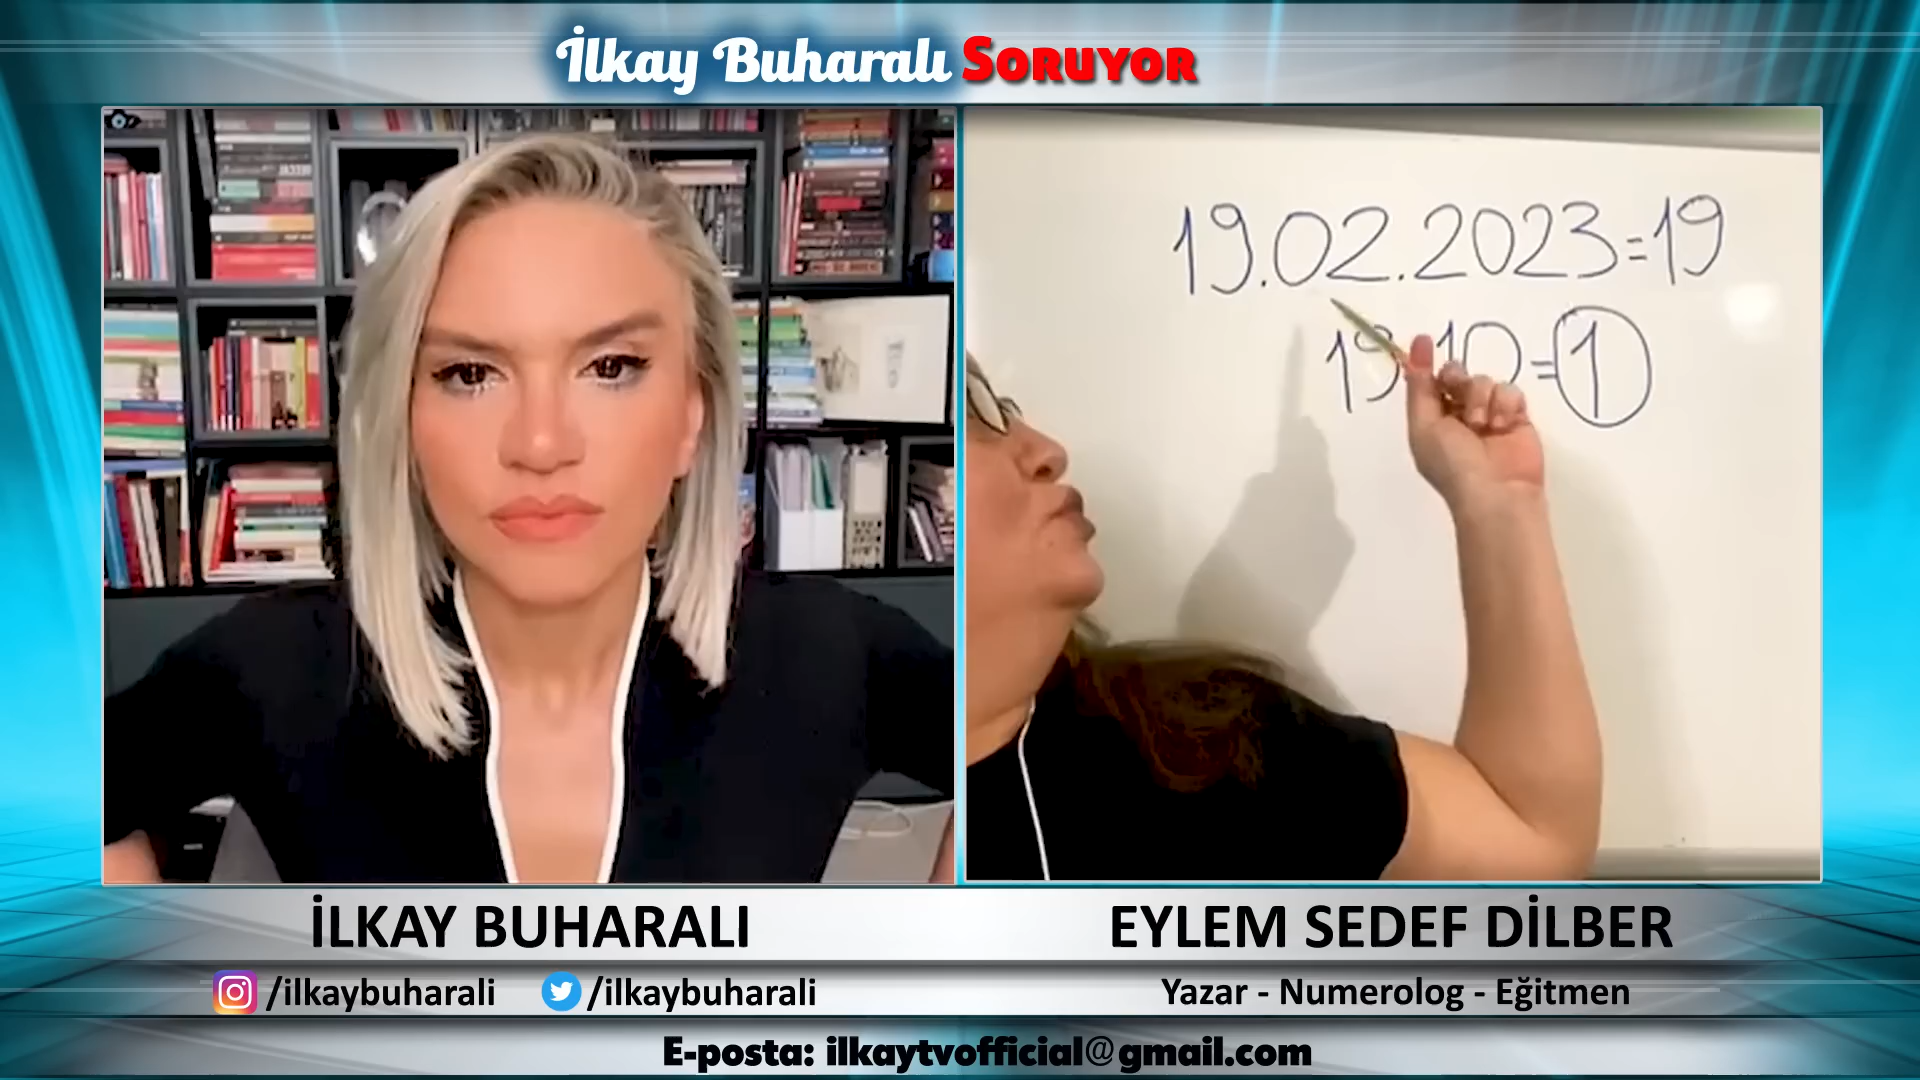 İlkay Buharalı SORUYOR
19.02.2023=19
10=1
İLKAY BUHARALI
EYLEM SEDEF DİLBER
/ilkaybuharali
/ilkaybuharali
Yazar - Numerolog - Eğitmen
E-posta: ilkaytvofficial@gmail.com